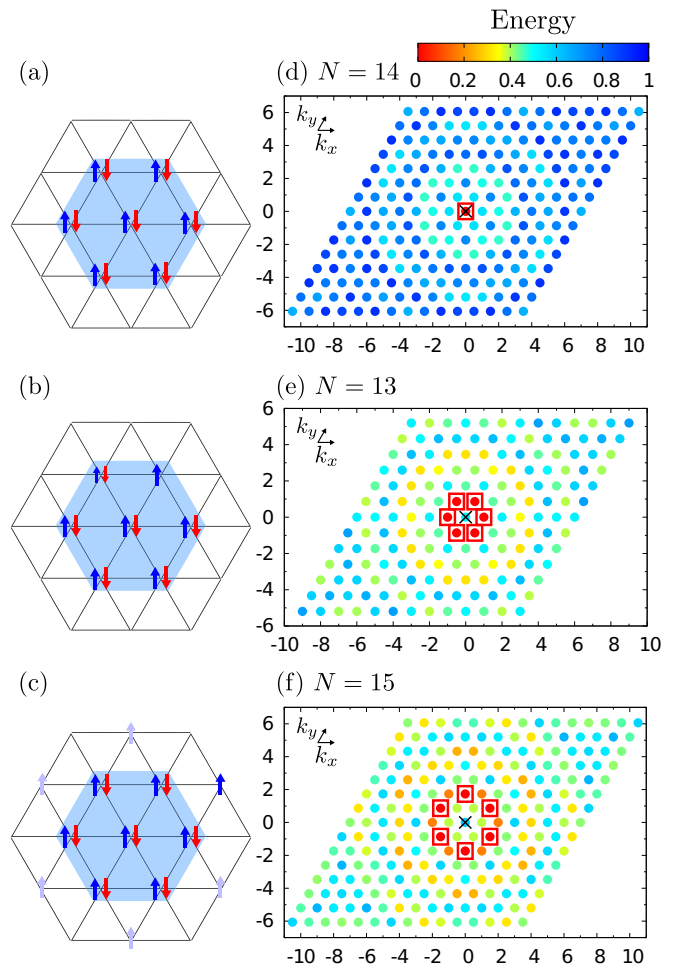 Energy
0 0.2 0.4 0.6 0.8 1
(a)
(d) N = 14
k_y
k_x
6
4
2
0
-2
-4
-6
-10 -8 -6 -4 -2 0 2 4 6 8 10
(b)
(e) N = 13
k_y
k_x
6
4
2
0
-2
-4
-6
-10 -8 -6 -4 -2 0 2 4 6 8 10
(c)
(f) N = 15
k_y
k_x
6
4
2
0
-2
-4
-6
-10 -8 -6 -4 -2 0 2 4 6 8 10